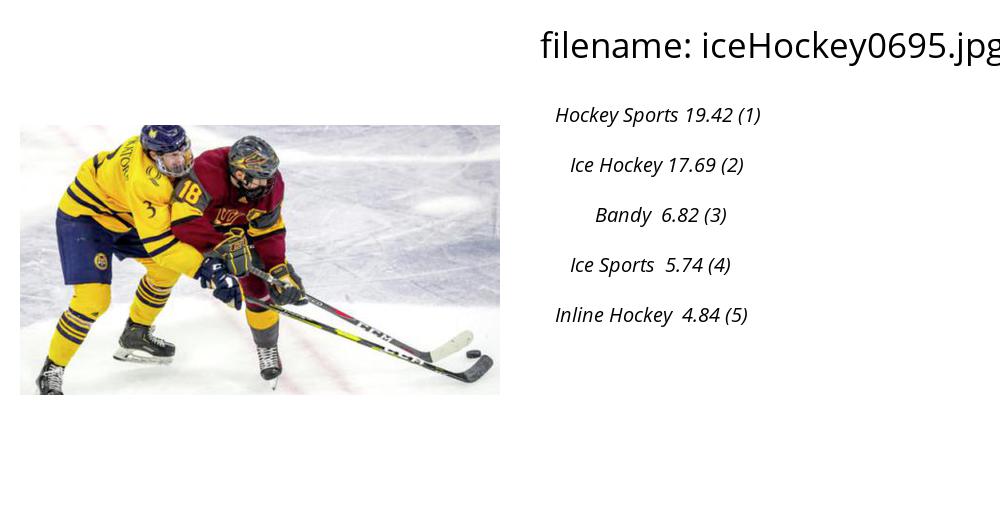 filename: iceHockey0695.jpg
Hockey Sports 19.42 (1)
Ice Hockey 17.69 (2)
Bandy 6.82 (3)
Ice Sports 5.74 (4)
Inline Hockey 4.84 (5)
3
18
CCM